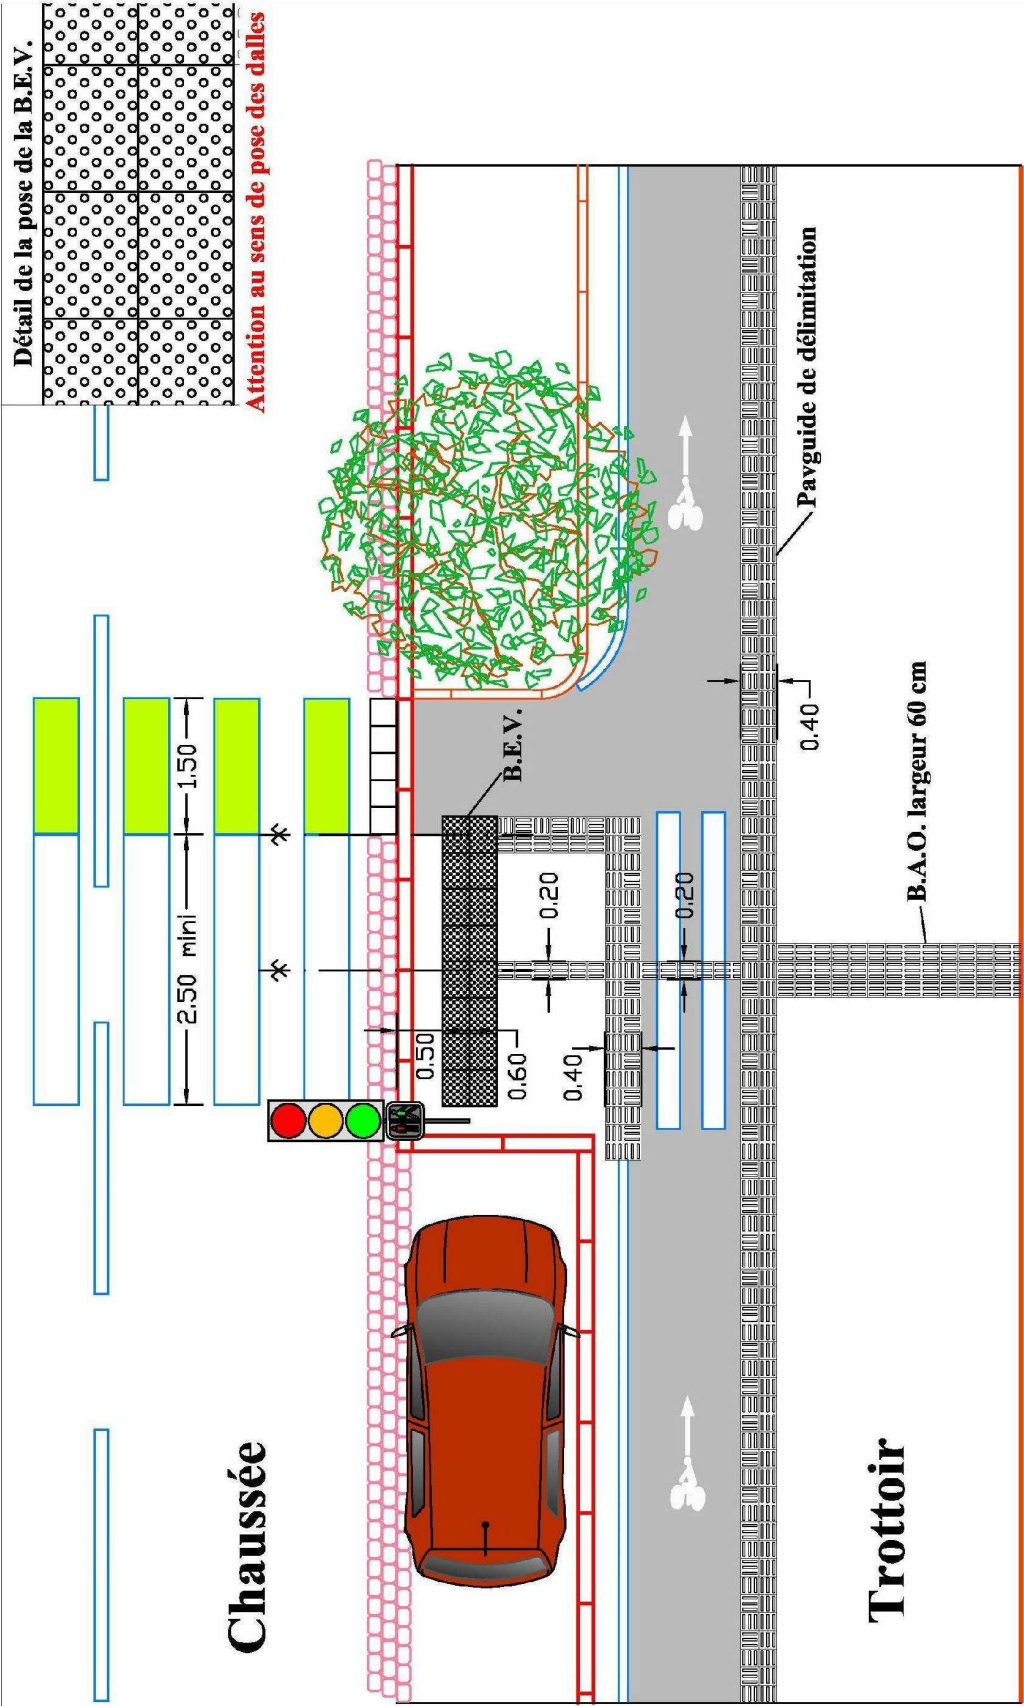 Détail de la pose de la B.E.V.
Attention au sens de pose des dalles
Chaussée
2.50 mini
1.50
0.50
0.60
0.40
0.20
0.20
B.E.V.
0.40
Pavguide de délimitation
B.A.O. largeur 60 cm
Trottoir